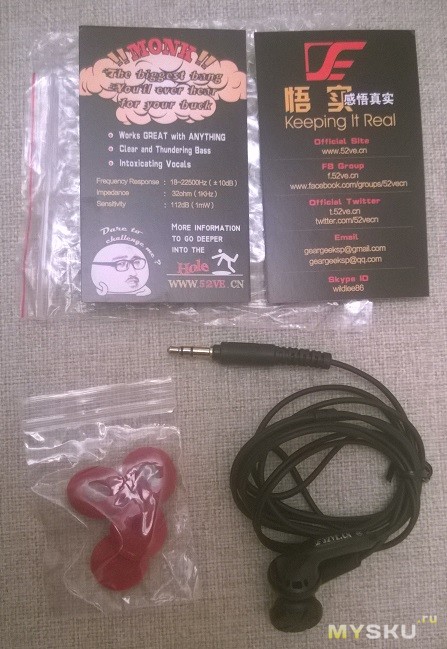 !!MONK!!
The biggest bang
You'll ever hear
for your buck
Works GREAT with ANYTHING
Clear and Thundering Bass
Intoxicating Vocals
Frequency Response : 18~22500Hz ( ±10dB )
Impedance : 32ohm ( 1KHz )
Sensitivity : 112dB ( 1mW )
Dare to
challenge me?
MORE INFORMATION
TO GO DEEPER
INTO THE
Hole
WWW.52VE.CN
悟 实 感悟真实
Keeping It Real
Official Site
www.52ve.cn
FB Group
f.52ve.cn
www.facebook.com/groups/52vecn
Official Twitter
t.52ve.cn
twitter.com/52vecn
Email
geargeeksp@gmail.com
geargeeksp@qq.com
Skype ID
wildlee86
MYSKU.ru